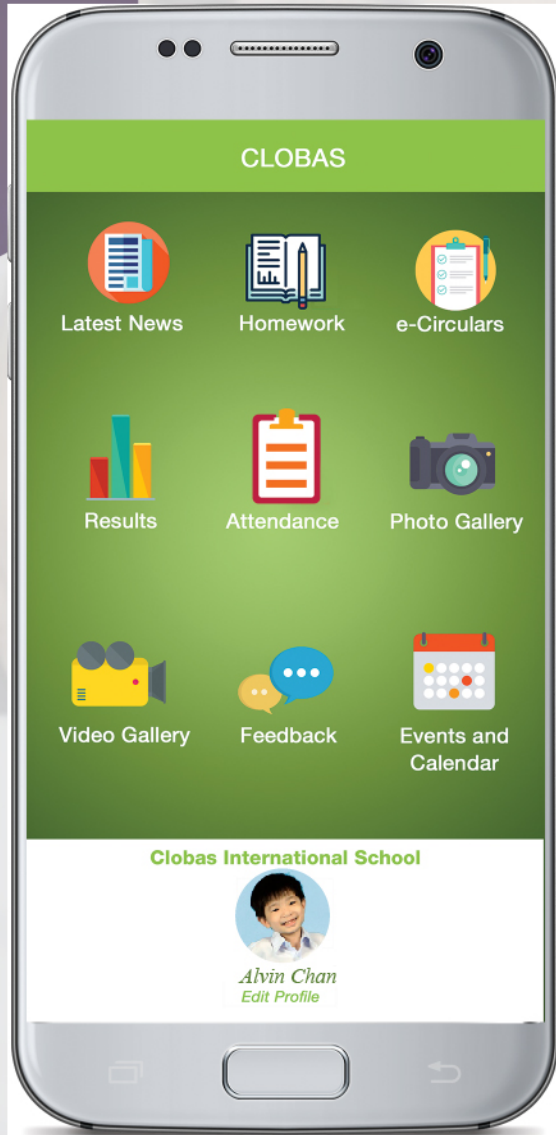 CLOBAS
Latest News
Homework
e-Circulars
Results
Attendance
Photo Gallery
Video Gallery
Feedback
Events and
Calendar
Clobas International School
Alvin Chan
Edit Profile